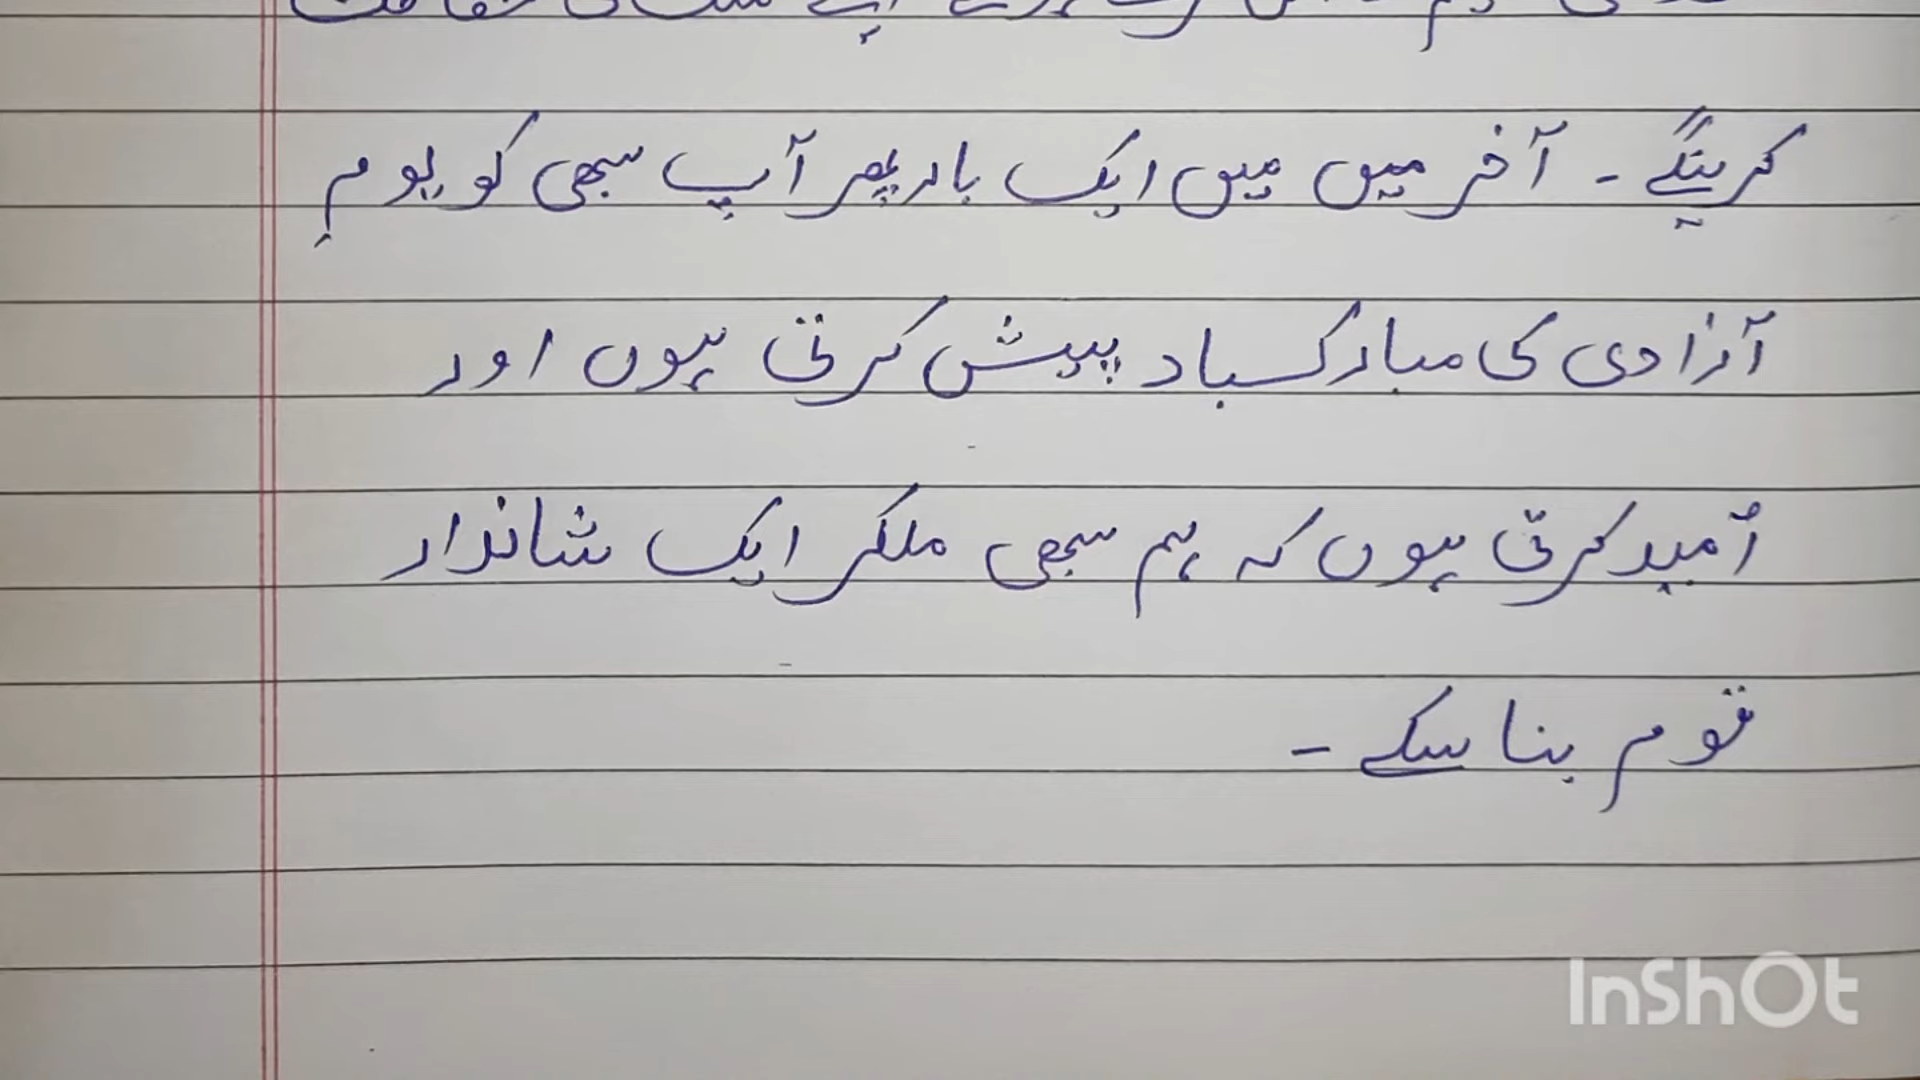 کرینگے ۔ آخر میں میں ایک بار پھر آپ سبھی کو یومِ
آزادی کی مبارکباد پیش کرتی ہوں اور
اُمید کرتی ہوں کہ ہم سبھی ملکر ایک شاندار
قوم بنا سکے ۔
InShOt